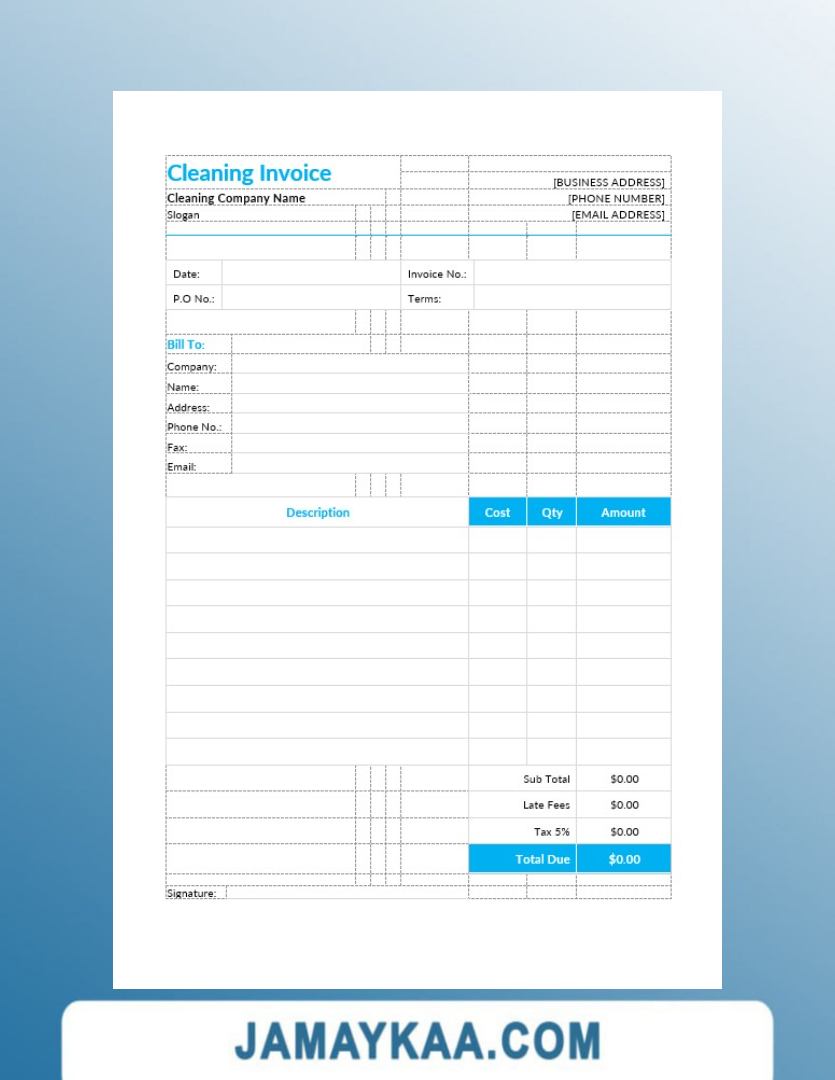 Cleaning Invoice
[BUSINESS ADDRESS]
Cleaning Company Name [PHONE NUMBER]
Slogan [EMAIL ADDRESS]
Date: Invoice No.:
P.O No.: Terms:
Bill To:
Company:
Name:
Address:
Phone No.:
Fax:
Email:
Description Cost Qty Amount
Sub Total $0.00
Late Fees $0.00
Tax 5% $0.00
Total Due $0.00
Signature:
JAMAYKAA.COM